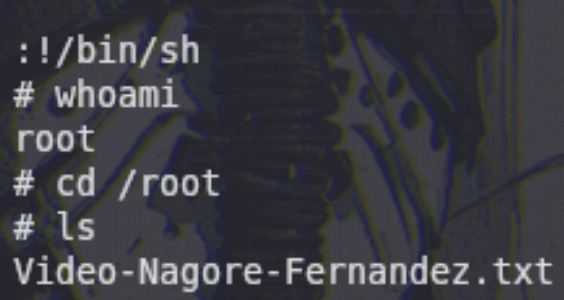 :!/bin/sh
# whoami
root
# cd /root
# ls
Video-Nagore-Fernandez.txt